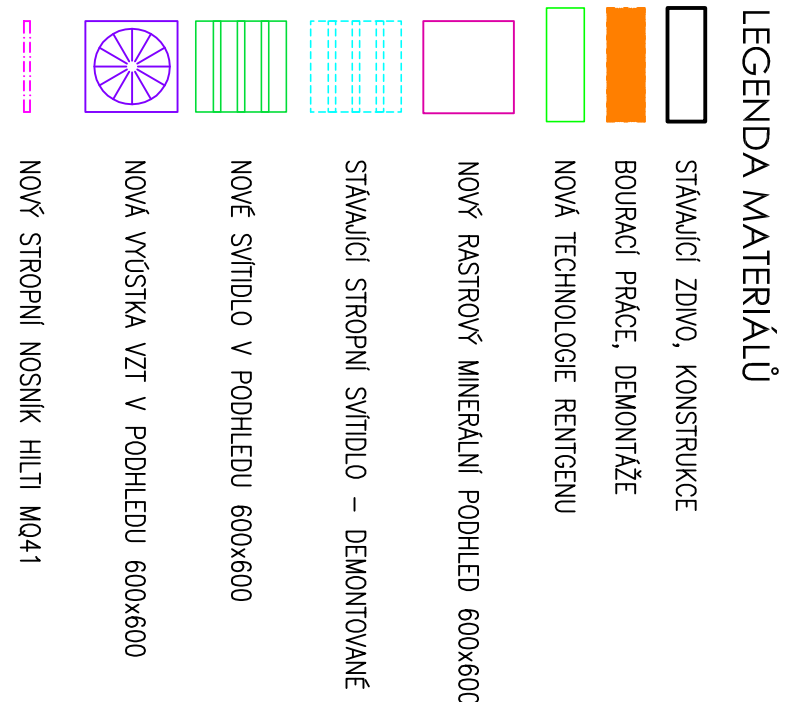 LEGENDA MATERIÁLŮ
STÁVAJÍCÍ ZDIVO, KONSTRUKCE
BOURACÍ PRÁCE, DEMONTÁŽE
NOVÁ TECHNOLOGIE RENTGENU
NOVÝ RASTROVÝ MINERÁLNÍ PODHLED 600x600
STÁVAJÍCÍ STROPNÍ SVÍTIDLO – DEMONTOVANÉ
NOVÉ SVÍTIDLO V PODHLEDU 600x600
NOVÁ VYÚSTKA VZT V PODHLEDU 600x600
NOVÝ STROPNÍ NOSNÍK HILTI MQ41